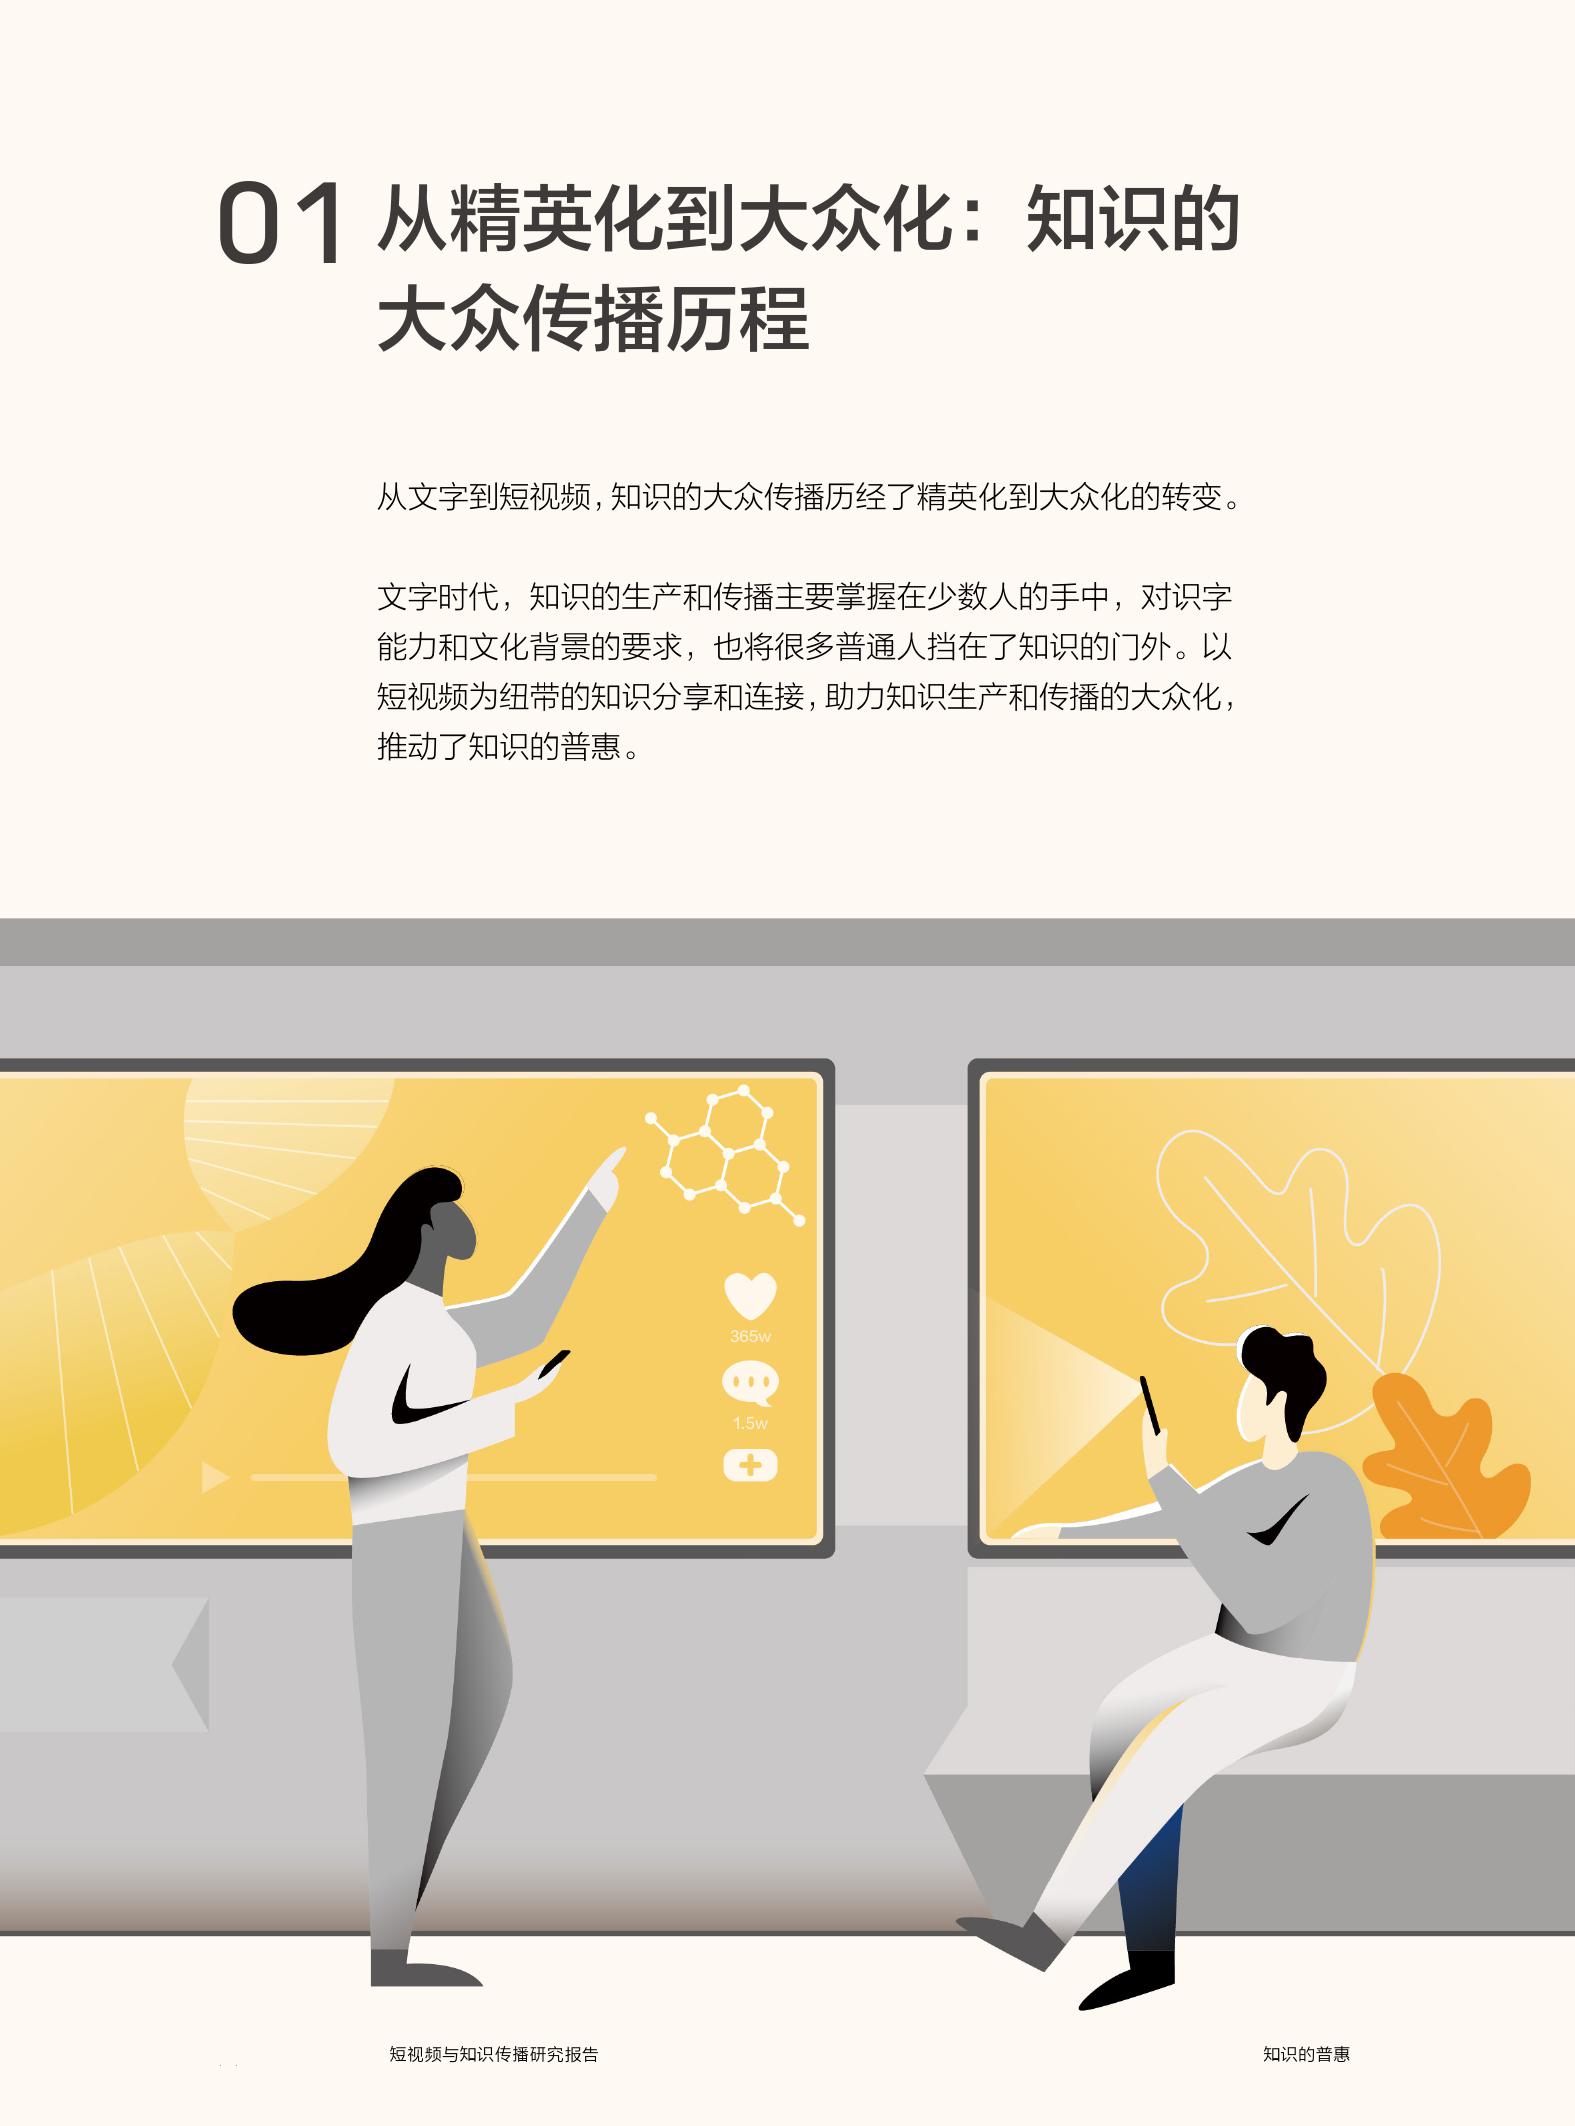 01 从精英化到大众化：知识的
大众传播历程
从文字到短视频，知识的大众传播历经了精英化到大众化的转变。
文字时代，知识的生产和传播主要掌握在少数人的手中，对识字
能力和文化背景的要求，也将很多普通人挡在了知识的门外。以
短视频为纽带的知识分享和连接，助力知识生产和传播的大众化，
推动了知识的普惠。
365w
1.5w
短视频与知识传播研究报告
知识的普惠